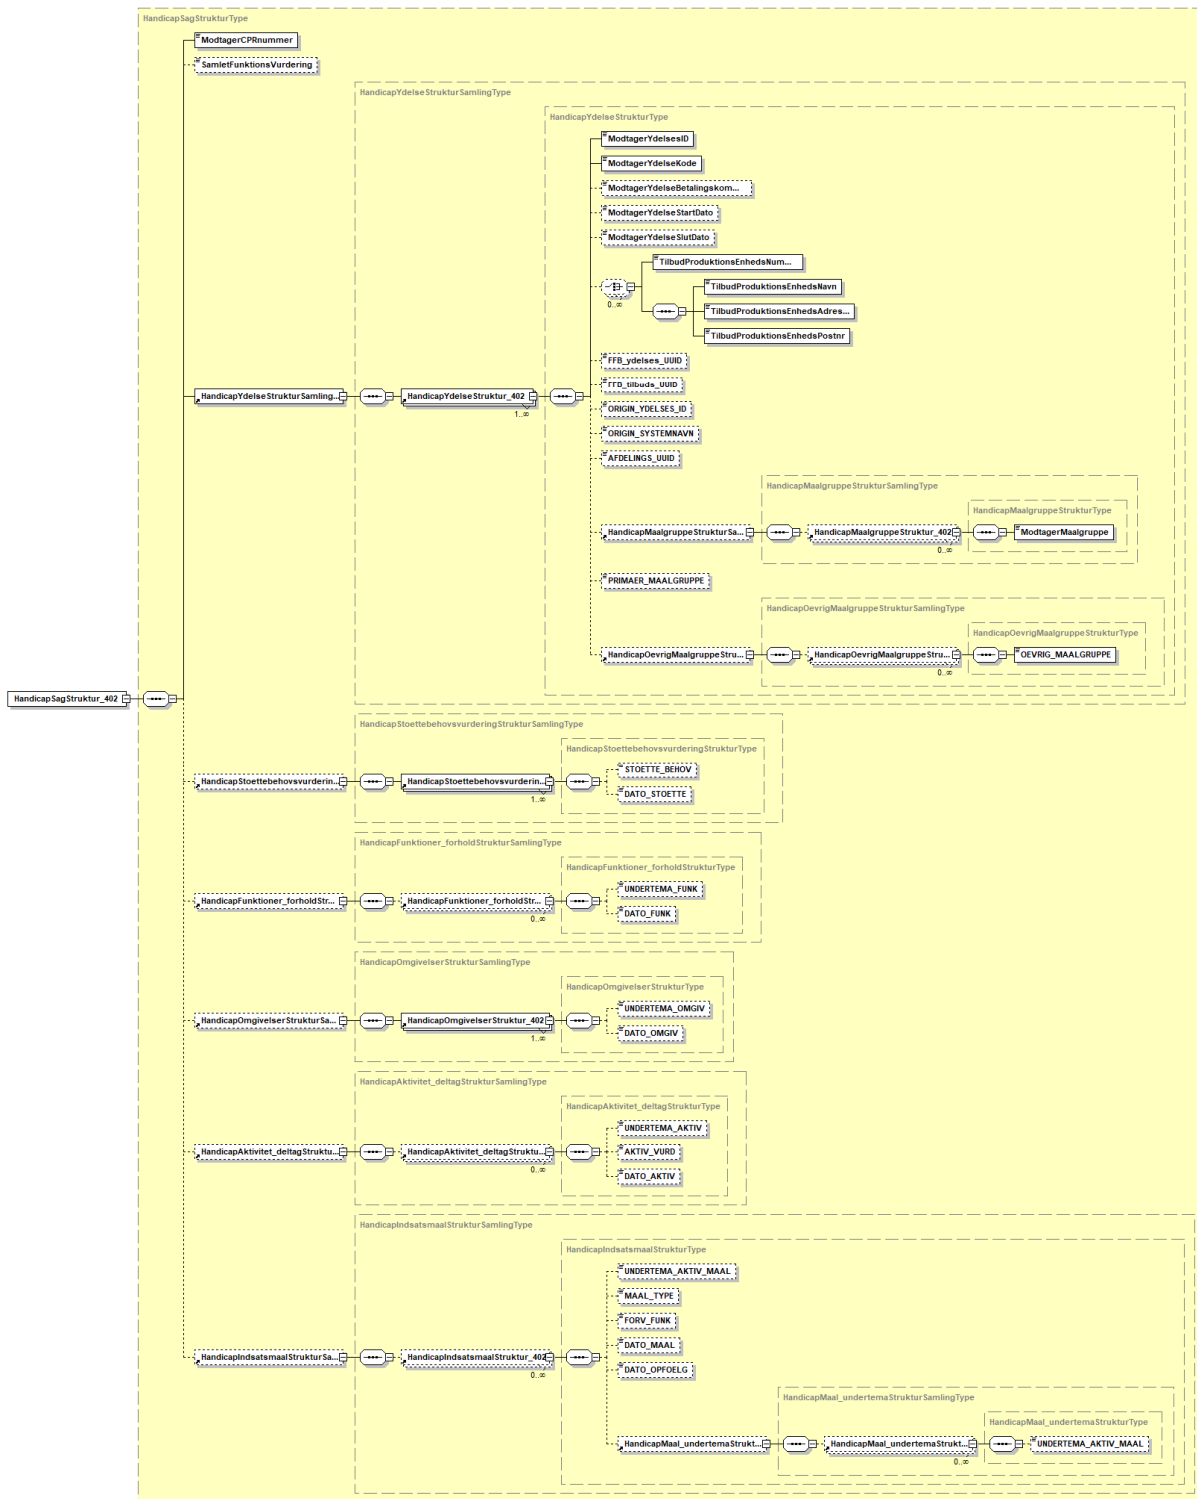 HandicapSagStrukturType
ModtagerCPRnummer
SamletFunktionsVurdering
HandicapYdelseStrukturSamlingType
HandicapYdelseStrukturType
ModtagerYdelsesID
ModtagerYdelseKode
ModtagerYdelseBetalingskom...
ModtagerYdelseStartDato
ModtagerYdelseSlutDato
TilbudProduktionsEnhedsNum...
0..∞
TilbudProduktionsEnhedsNavn
TilbudProduktionsEnhedsAdres...
TilbudProduktionsEnhedsPostnr
FFB_ydelses_UUID
FFB_tilbuds_UUID
HandicapYdelseStrukturSamling...
HandicapYdelseStruktur_402
1..∞
ORIGIN_YDELSES_ID
ORIGIN_SYSTEMNAVN
AFDELINGS_UUID
HandicapMaalgruppeStrukturSamlingType
HandicapMaalgruppeStrukturType
HandicapMaalgruppeStrukturSa...
HandicapMaalgruppeStruktur_402
0..∞
ModtagerMaalgruppe
PRIMAER_MAALGRUPPE
HandicapOevrigMaalgruppeStrukturSamlingType
HandicapOevrigMaalgruppeStrukturType
HandicapOevrigMaalgruppeStru...
HandicapOevrigMaalgruppeStru...
0..∞
OEVRIG_MAALGRUPPE
HandicapSagStruktur_402
HandicapStoettebehovsvurderingStrukturSamlingType
HandicapStoettebehovsvurderingStrukturType
STOETTE_BEHOV
HandicapStoettebehovsvurderin...
HandicapStoettebehovsvurderin...
1..∞
DATO_STOETTE
HandicapFunktioner_forholdStrukturSamlingType
HandicapFunktioner_forholdStrukturType
UNDERTEMA_FUNK
HandicapFunktioner_forholdStr...
HandicapFunktioner_forholdStr...
0..∞
DATO_FUNK
HandicapOmgivelserStrukturSamlingType
HandicapOmgivelserStrukturType
UNDERTEMA_OMGIV
HandicapOmgivelserStrukturSa...
HandicapOmgivelserStruktur_402
1..∞
DATO_OMGIV
HandicapAktivitet_deltagStrukturSamlingType
HandicapAktivitet_deltagStrukturType
UNDERTEMA_AKTIV
HandicapAktivitet_deltagStruktu...
HandicapAktivitet_deltagStruktu...
0..∞
AKTIV_VURD
DATO_AKTIV
HandicapIndsatsmaalStrukturSamlingType
HandicapIndsatsmaalStrukturType
UNDERTEMA_AKTIV_MAAL
MAAL_TYPE
FORV_FUNK
DATO_MAAL
HandicapIndsatsmaalStrukturSa...
HandicapIndsatsmaalStruktur_402
0..∞
DATO_OPFOELG
HandicapMaal_undertemaStrukturSamlingType
HandicapMaal_undertemaStrukturType
HandicapMaal_undertemaStrukt...
HandicapMaal_undertemaStrukt...
0..∞
UNDERTEMA_AKTIV_MAAL